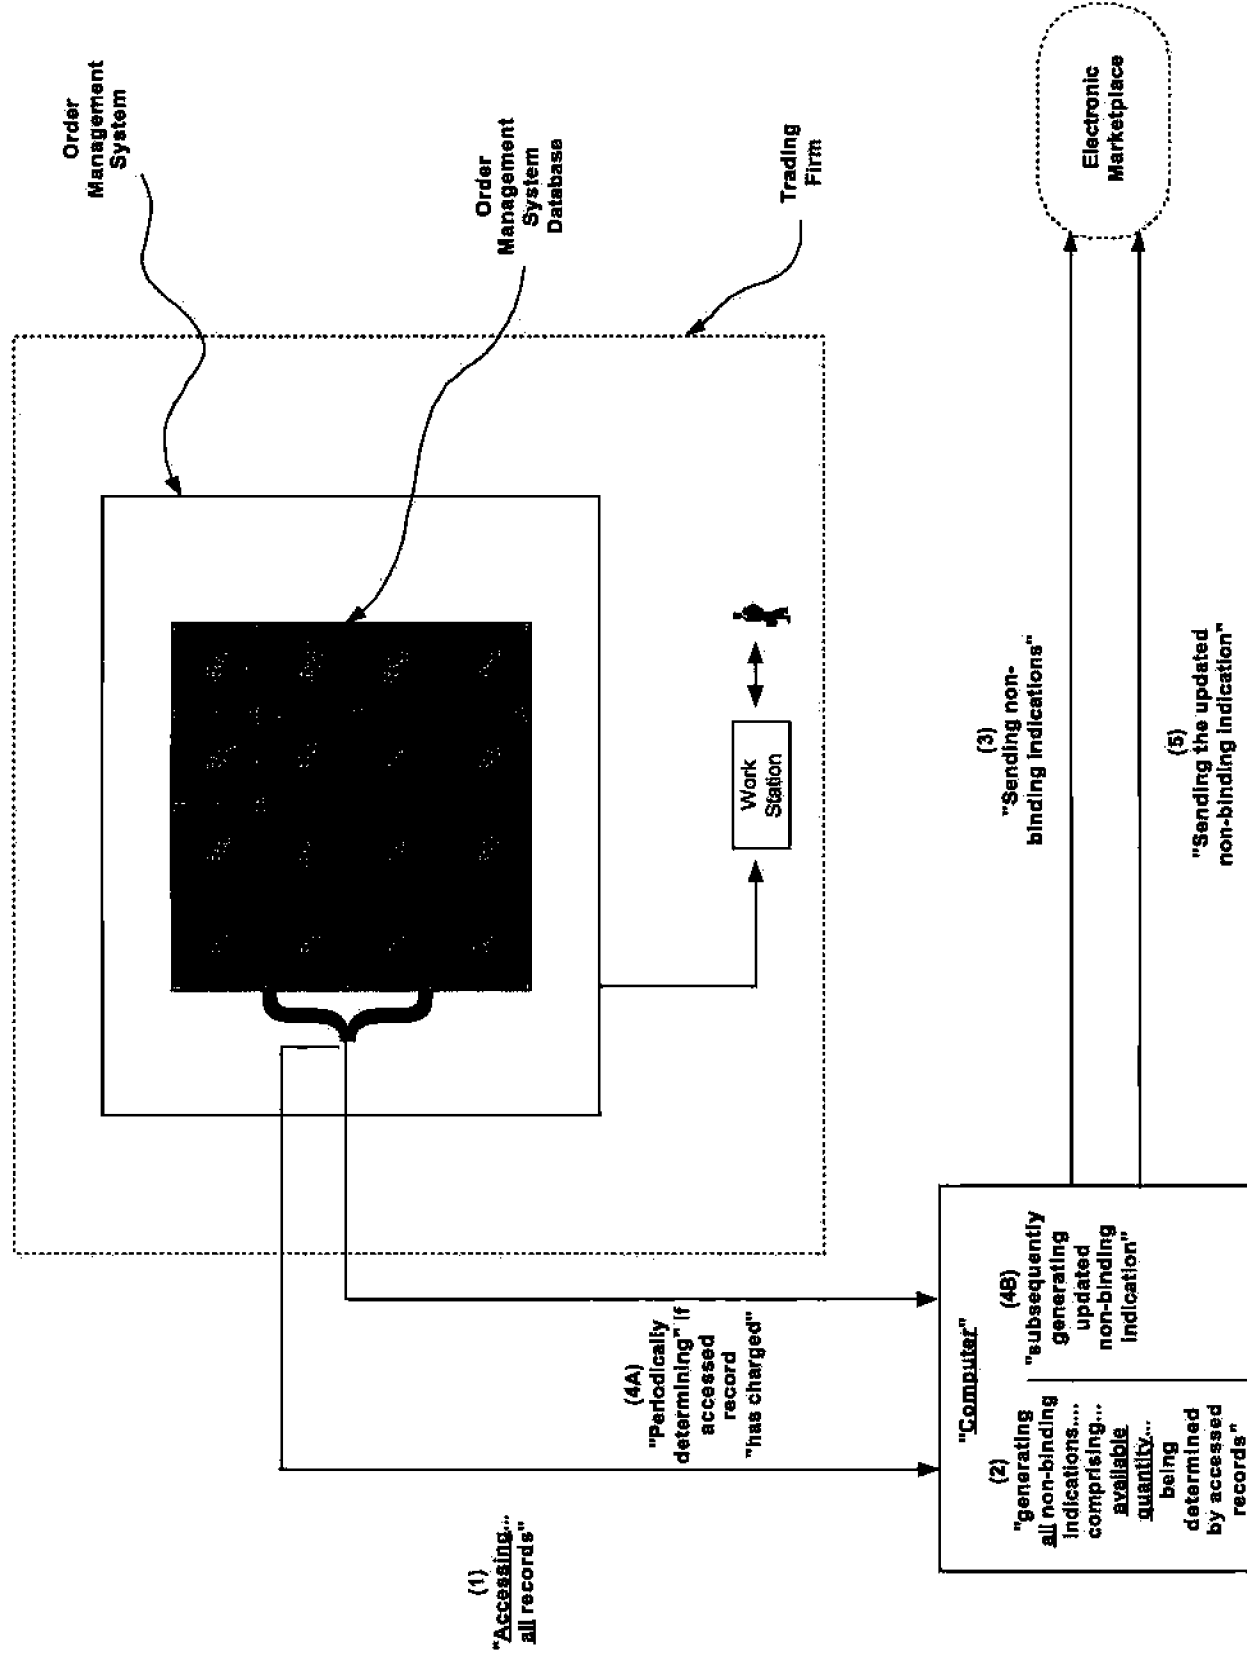 Order
Management
System
Order
Management
System
Database
Trading
Firm
Electronic
Marketplace
Work
Station
(3)
"Sending non-
binding indications"
(5)
"Sending the updated
non-binding indication"
(1)
"Accessing...
all records"
(4A)
"Periodically
determining" if
accessed
record
"has charged"
"Computer"
(2)
"generating
all non-binding
indications....
comprising...
available
quantity...
being
determined
by accessed
records"
(4B)
"subsequently
generating
updated
non-binding
indication"